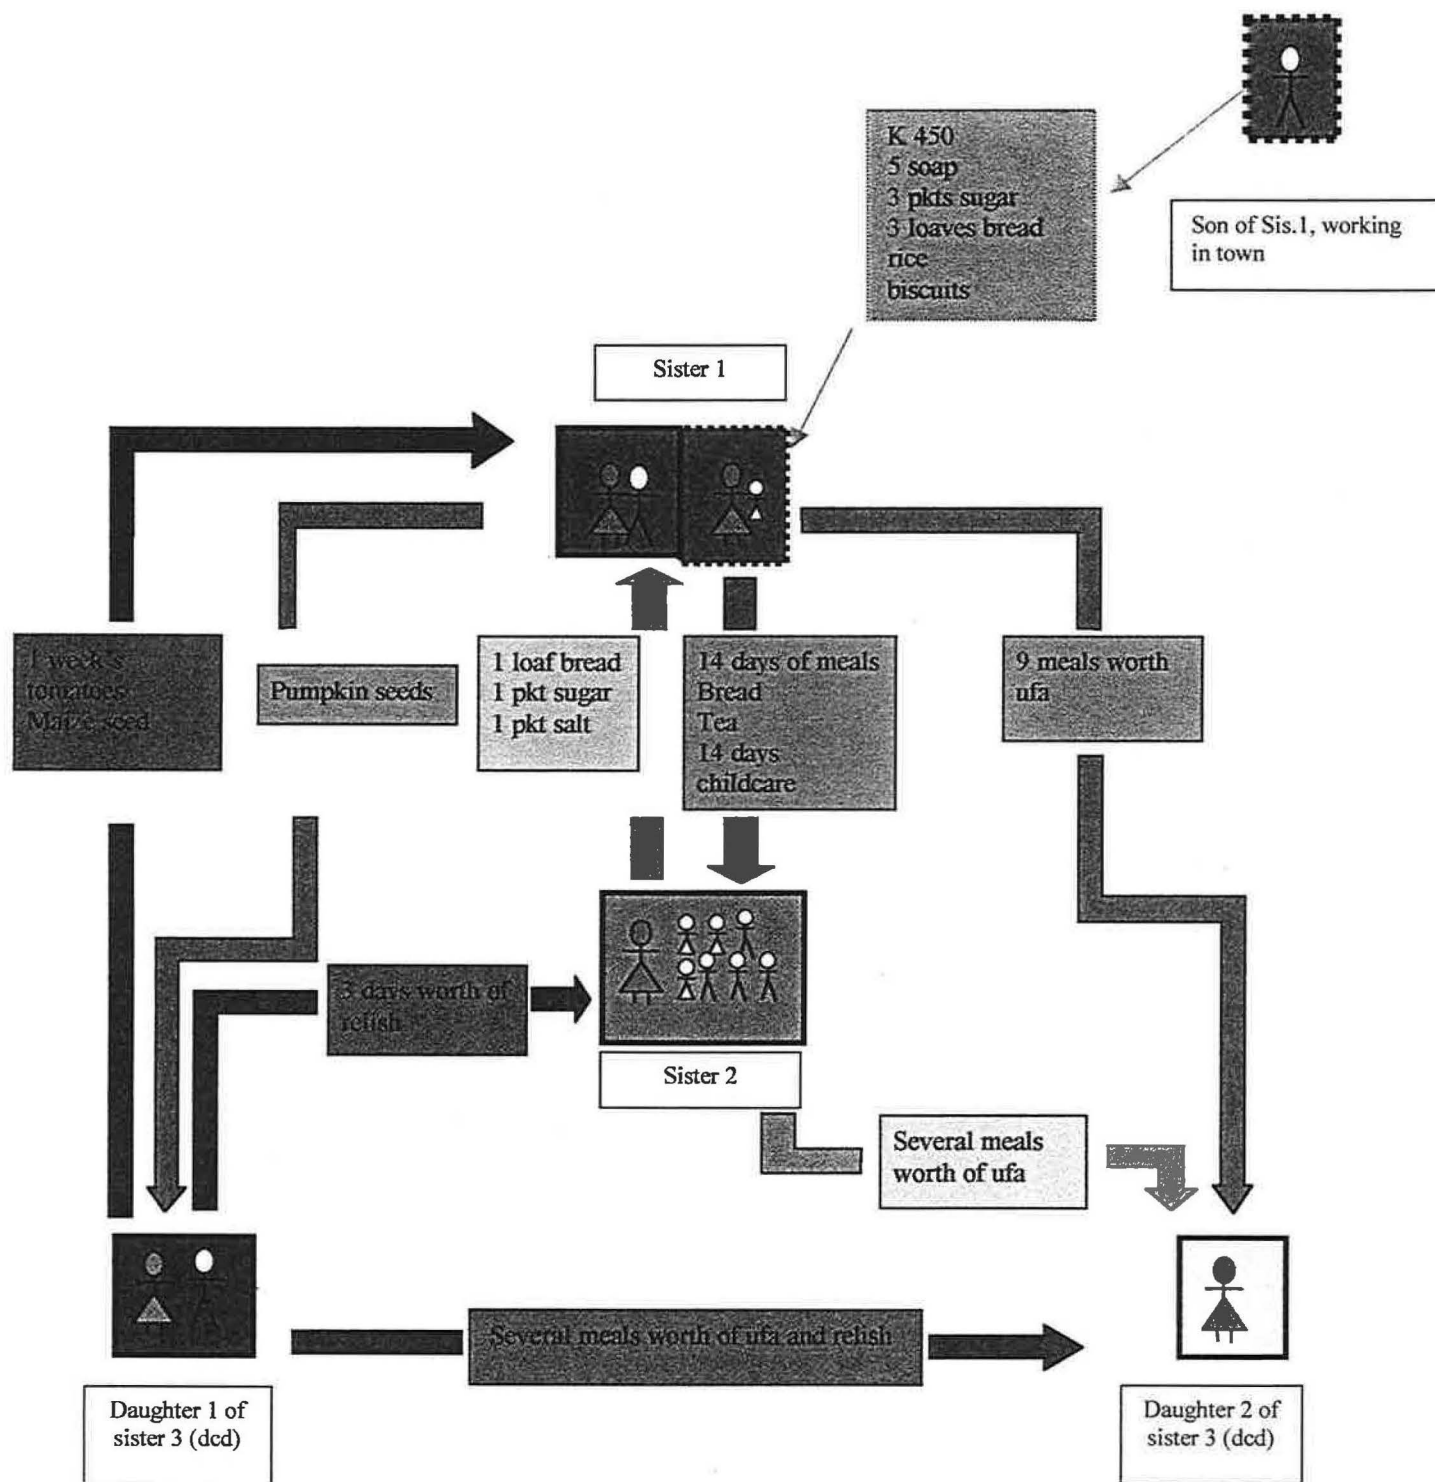 K 450
5 soap
3 pkts sugar
3 loaves bread
rice
biscuits
Son of Sis.1, working
in town
Sister 1
1 week's
tomatoes
Maize seed
Pumpkin seeds
1 loaf bread
1 pkt sugar
1 pkt salt
14 days of meals
Bread
Tea
14 days
childcare
9 meals worth
ufa
3 days worth of
relish
Sister 2
Several meals
worth of ufa
Several meals worth of ufa and relish
Daughter 1 of
sister 3 (dcd)
Daughter 2 of
sister 3 (dcd)